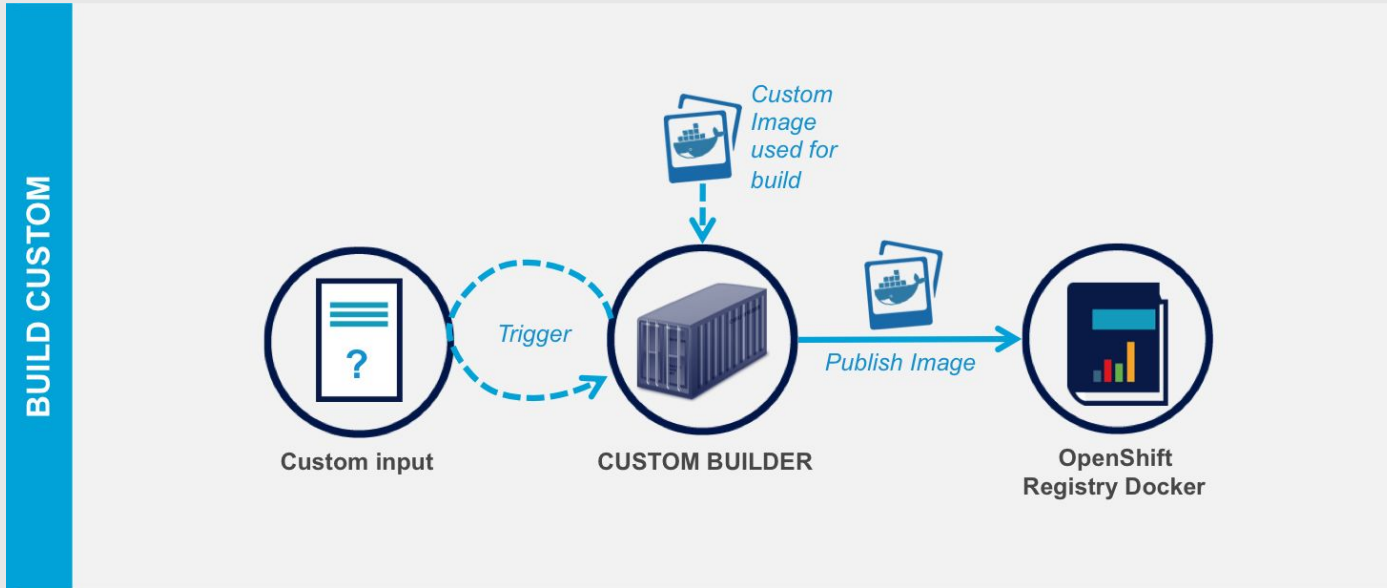 BUILD CUSTOM
Custom
Image
used for
build
Trigger
Publish Image
?
Custom input
CUSTOM BUILDER
OpenShift
Registry Docker